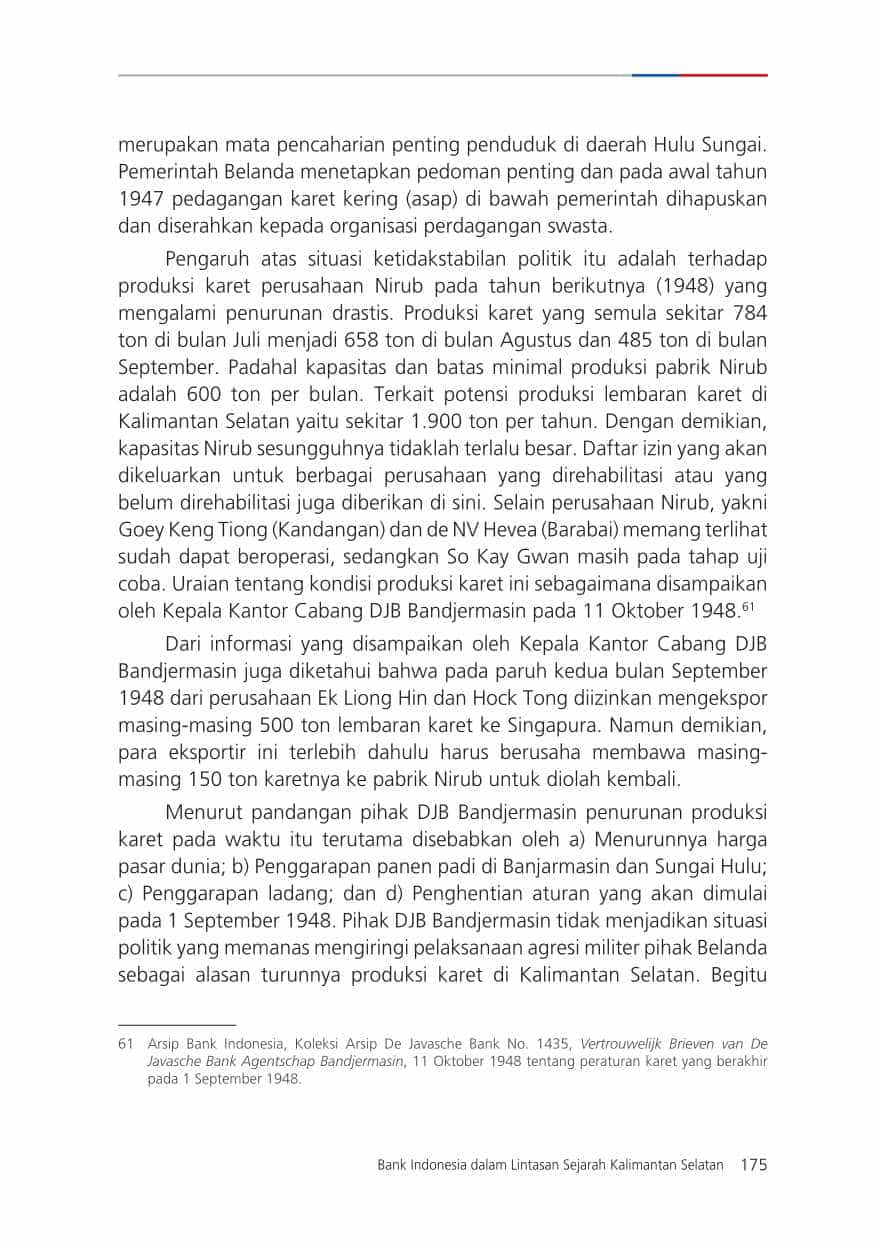 merupakan mata pencaharian penting penduduk di daerah Hulu Sungai.
Pemerintah Belanda menetapkan pedoman penting dan pada awal tahun
1947 pedagangan karet kering (asap) di bawah pemerintah dihapuskan
dan diserahkan kepada organisasi perdagangan swasta.
Pengaruh atas situasi ketidakstabilan politik itu adalah terhadap
produksi karet perusahaan Nirub pada tahun berikutnya (1948) yang
mengalami penurunan drastis. Produksi karet yang semula sekitar 784
ton di bulan Juli menjadi 658 ton di bulan Agustus dan 485 ton di bulan
September. Padahal kapasitas dan batas minimal produksi pabrik Nirub
adalah 600 ton per bulan. Terkait potensi produksi lembaran karet di
Kalimantan Selatan yaitu sekitar 1.900 ton per tahun. Dengan demikian,
kapasitas Nirub sesungguhnya tidaklah terlalu besar. Daftar izin yang akan
dikeluarkan untuk berbagai perusahaan yang direhabilitasi atau yang
belum direhabilitasi juga diberikan di sini. Selain perusahaan Nirub, yakni
Goey Keng Tiong (Kandangan) dan de NV Hevea (Barabai) memang terlihat
sudah dapat beroperasi, sedangkan So Kay Gwan masih pada tahap uji
coba. Uraian tentang kondisi produksi karet ini sebagaimana disampaikan
oleh Kepala Kantor Cabang DJB Bandjermasin pada 11 Oktober 1948.61
Dari informasi yang disampaikan oleh Kepala Kantor Cabang DJB
Bandjermasin juga diketahui bahwa pada paruh kedua bulan September
1948 dari perusahaan Ek Liong Hin dan Hock Tong diizinkan mengekspor
masing-masing 500 ton lembaran karet ke Singapura. Namun demikian,
para eksportir ini terlebih dahulu harus berusaha membawa masing-
masing 150 ton karetnya ke pabrik Nirub untuk diolah kembali.
Menurut pandangan pihak DJB Bandjermasin penurunan produksi
karet pada waktu itu terutama disebabkan oleh a) Menurunnya harga
pasar dunia; b) Penggarapan panen padi di Banjarmasin dan Sungai Hulu;
c) Penggarapan ladang; dan d) Penghentian aturan yang akan dimulai
pada 1 September 1948. Pihak DJB Bandjermasin tidak menjadikan situasi
politik yang memanas mengiringi pelaksanaan agresi militer pihak Belanda
sebagai alasan turunnya produksi karet di Kalimantan Selatan. Begitu
61 Arsip Bank Indonesia, Koleksi Arsip De Javasche Bank No. 1435, Vertrouwelijk Brieven van De
Javasche Bank Agentschap Bandjermasin, 11 Oktober 1948 tentang peraturan karet yang berakhir
pada 1 September 1948.
Bank Indonesia dalam Lintasan Sejarah Kalimantan Selatan 175